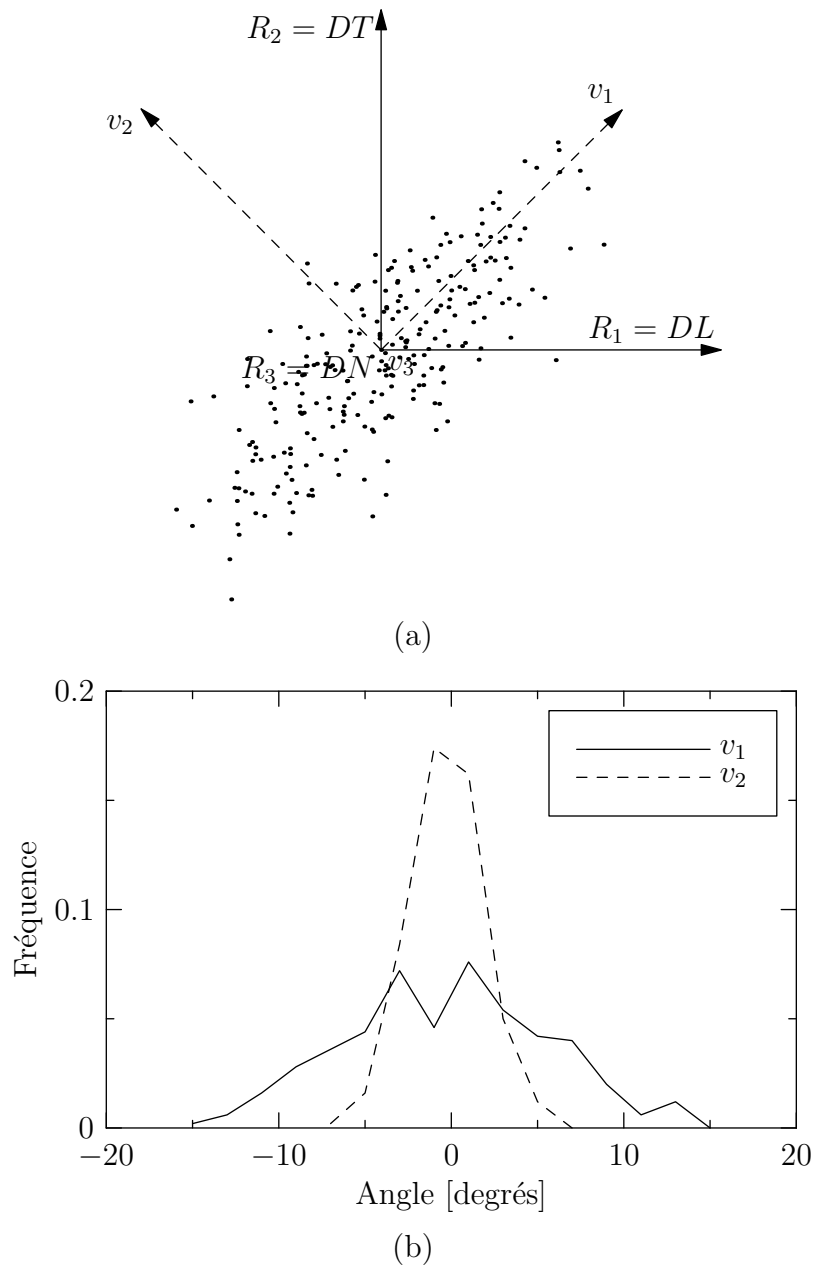 R₂ = DT
v₁
v₂
R₁ = DL
R₃ = DN v₃
(a)
0.2
v₁
v₂
0.1
Fréquence
0
−20 −10 0 10 20
Angle [degrés]
(b)